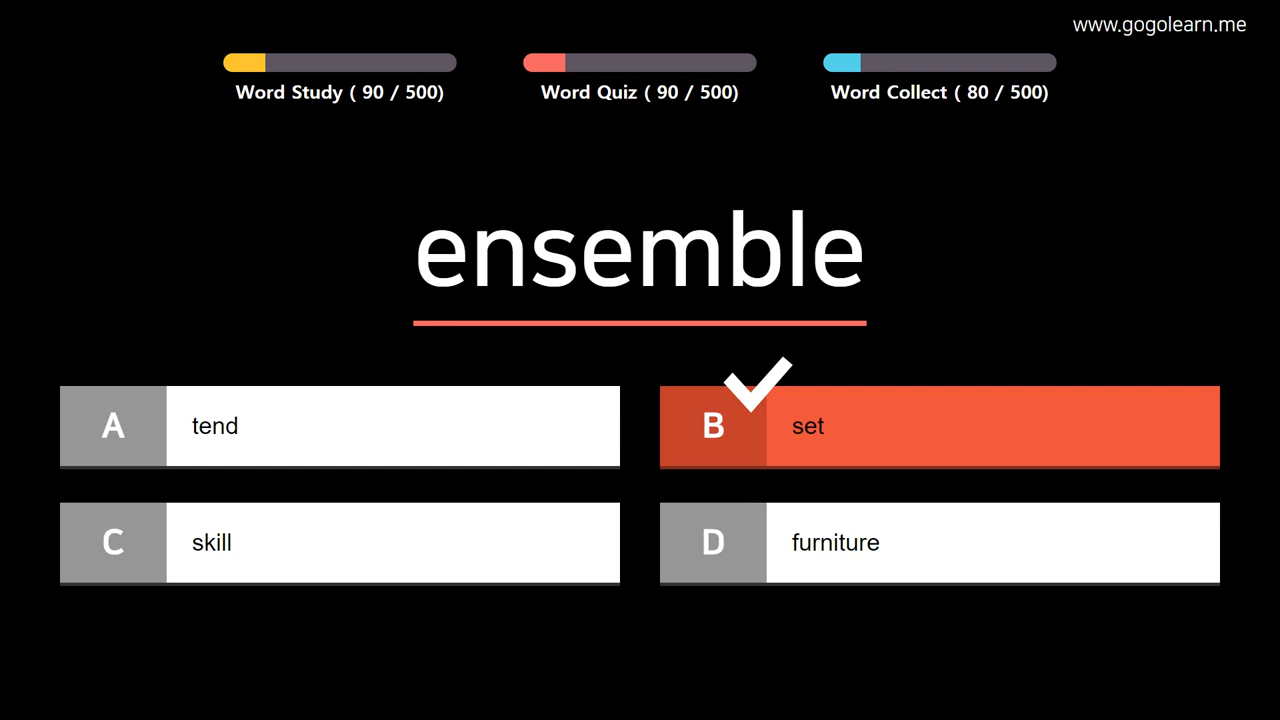 www.gogolearn.me
Word Study ( 90 / 500)
Word Quiz ( 90 / 500)
Word Collect ( 80 / 500)
ensemble
A
tend
B
set
C
skill
D
furniture